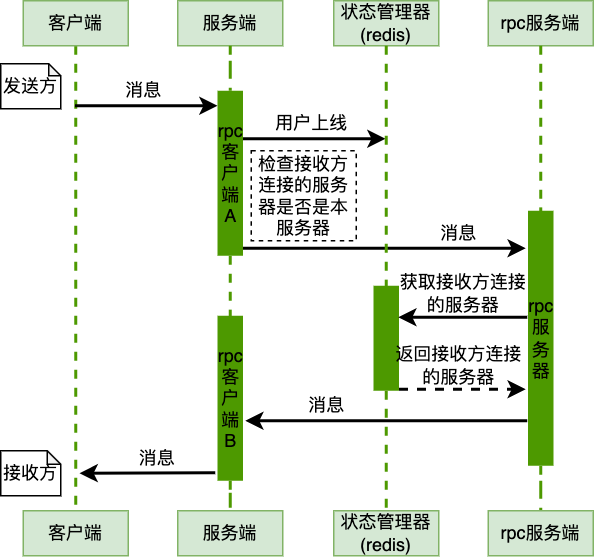 客户端
服务端
状态管理器
(redis)
rpc服务端
发送方
消息
rpc
客
户
端
A
用户上线
检查接收方
连接的服务
器是否是本
服务器
消息
获取接收方连接
的服务器
rpc
服
务
器
返回接收方连接
的服务器
rpc
客
户
端
B
消息
消息
接收方
客户端
服务端
状态管理器
(redis)
rpc服务端